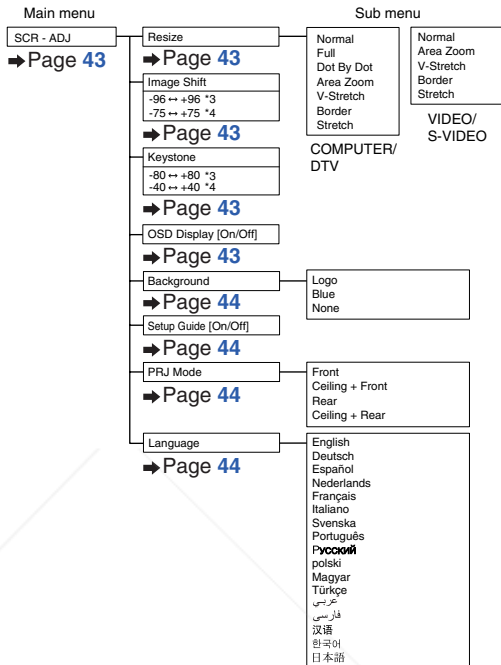 Main menu
Sub menu
SCR - ADJ
➡Page 43
Resize
➡Page 43
Normal
Full
Dot By Dot
Area Zoom
V-Stretch
Border
Stretch
COMPUTER/
DTV
Normal
Area Zoom
V-Stretch
Border
Stretch
VIDEO/
S-VIDEO
Image Shift
-96 ↔ +96 *3
-75 ↔ +75 *4
➡Page 43
Keystone
-80 ↔ +80 *3
-40 ↔ +40 *4
➡Page 43
OSD Display [On/Off]
➡Page 43
Background
➡Page 44
Logo
Blue
None
Setup Guide [On/Off]
➡Page 44
PRJ Mode
➡Page 44
Front
Ceiling + Front
Rear
Ceiling + Rear
Language
➡Page 44
English
Deutsch
Español
Nederlands
Français
Italiano
Svenska
Português
Русский
polski
Magyar
Türkçe
عربي
فارسی
汉语
한국어
日本語